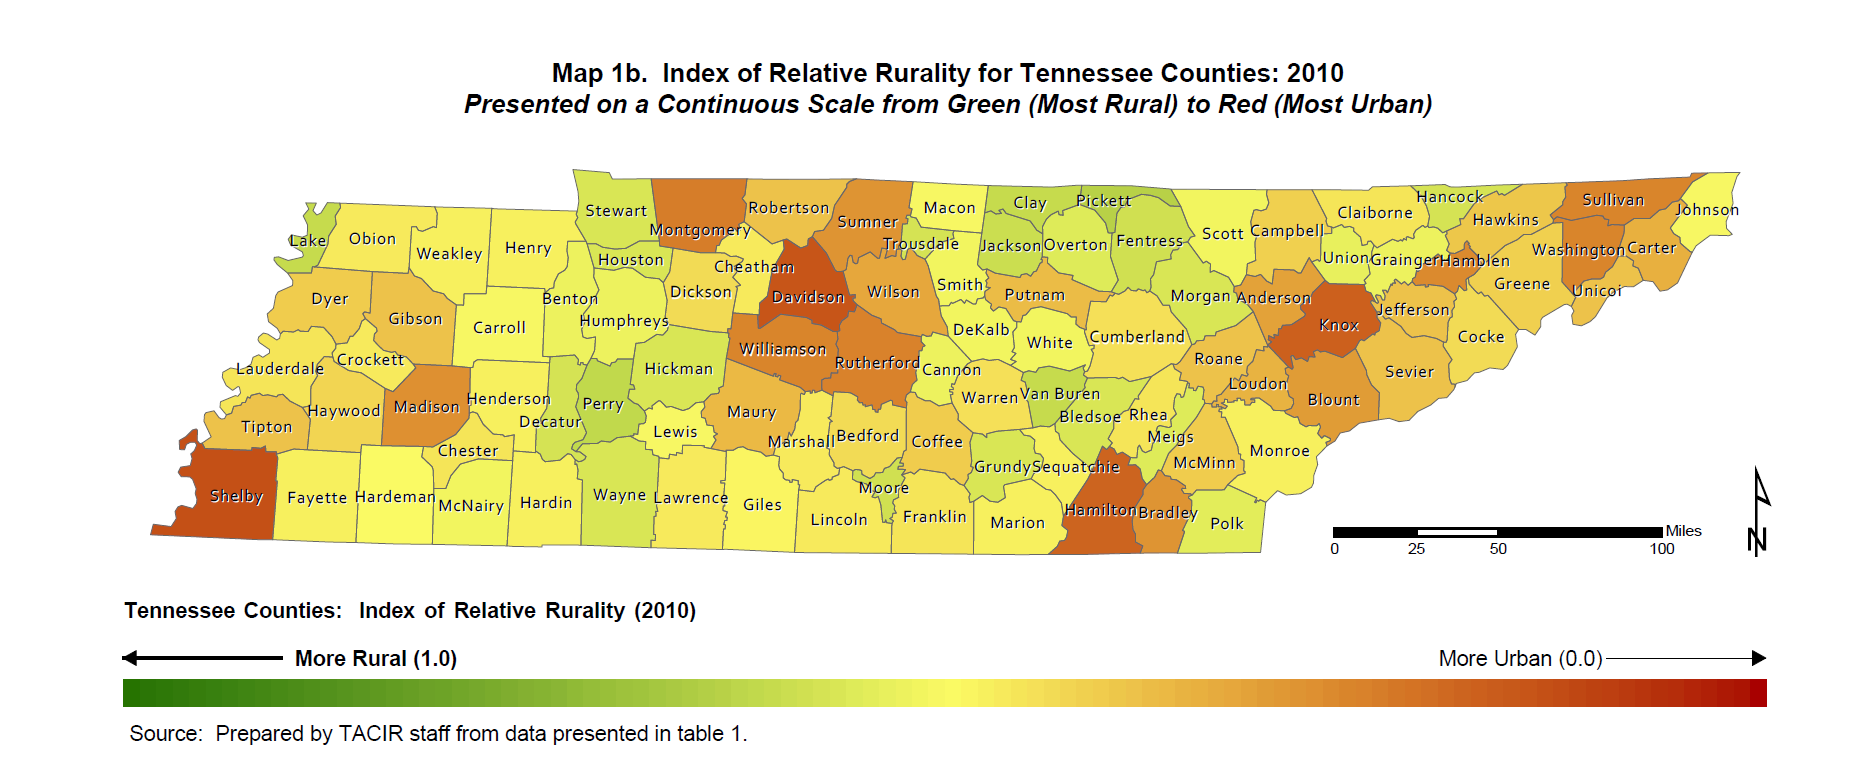 Map 1b.  Index of Relative Rurality for Tennessee Counties: 2010
Presented on a Continuous Scale from Green (Most Rural) to Red (Most Urban)
Lake
Obion
Weakley
Henry
Stewart
Montgomery
Robertson
Sumner
Macon
Clay
Pickett
Scott
Campbell
Claiborne
Hancock
Hawkins
Sullivan
Johnson
Houston
Cheatham
Trousdale
Jackson
Overton
Fentress
Union
Grainger
Hamblen
Washington
Carter
Dyer
Gibson
Carroll
Benton
Humphreys
Dickson
Davidson
Wilson
Smith
Putnam
Morgan
Anderson
Knox
Jefferson
Greene
Unicoi
Crockett
Lauderdale
Hickman
Williamson
Rutherford
DeKalb
White
Cumberland
Roane
Cocke
Sevier
Tipton
Haywood
Madison
Henderson
Decatur
Perry
Lewis
Maury
Cannon
Warren
Van Buren
Bledsoe
Rhea
Loudon
Blount
Chester
Marshall
Bedford
Coffee
Grundy
Sequatchie
Meigs
McMinn
Monroe
Shelby
Fayette
Hardeman
McNairy
Hardin
Wayne
Lawrence
Giles
Lincoln
Moore
Franklin
Marion
Hamilton
Bradley
Polk
Miles
0 25 50 100
N
Tennessee Counties:  Index of Relative Rurality (2010)
More Rural (1.0)
More Urban (0.0)
Source:  Prepared by TACIR staff from data presented in table 1.